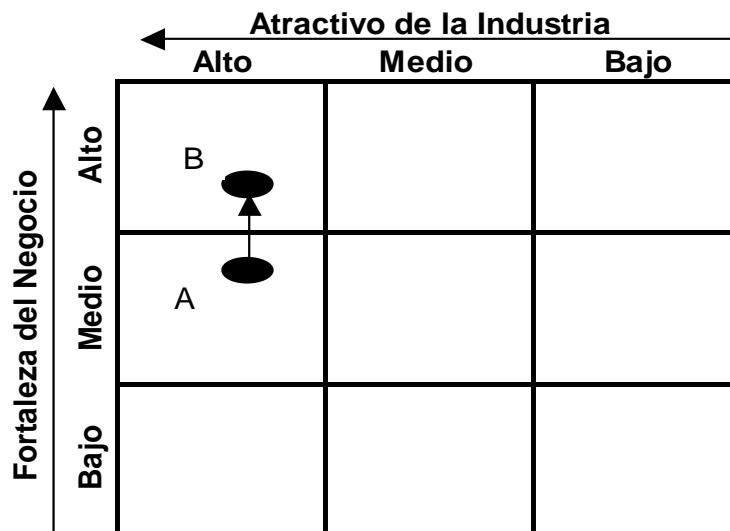 Atractivo de la Industria
Alto Medio Bajo
Fortaleza del Negocio
Alto
B
Medio
A
Bajo